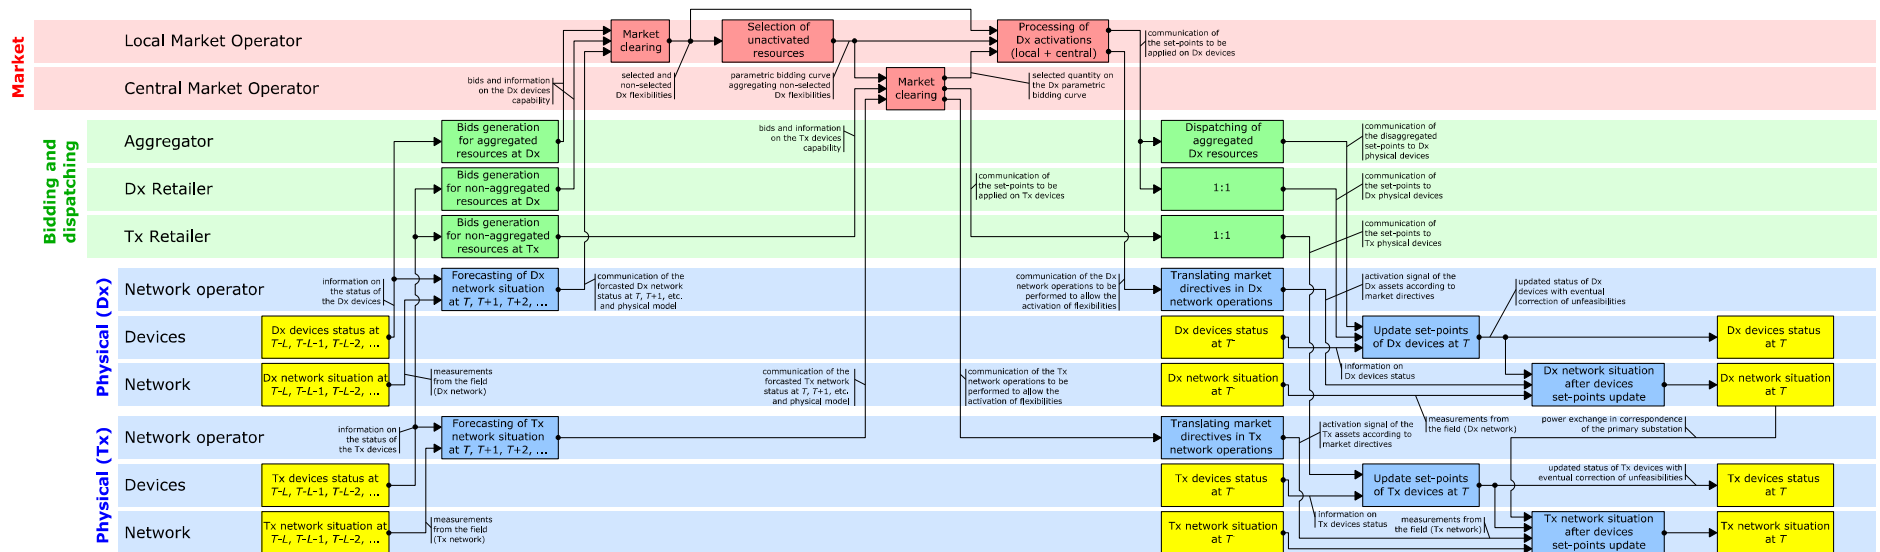 Market
Local Market Operator
Central Market Operator
Market
clearing
Selection of
unactivated
resources
Processing of
Dx activations
(local + central)
communication of
the set-points to be
applied on Dx devices
bids and information
on the Dx devices
capability
selected and
non-selected
Dx flexibilities
parametric bidding curve
aggregating non-selected
Dx flexibilities
Market
clearing
selected quantity on
the Dx parametric
bidding curve
Bidding and
dispatching
Aggregator
Dx Retailer
Tx Retailer
Bids generation
for aggregated
resources at Dx
bids and information
on the Tx devices
capability
Dispatching of
aggregated
Dx resources
communication of
the disaggregated
set-points to Dx
physical devices
Bids generation
for non-aggregated
resources at Dx
communication of
the set-points to be
applied on Tx devices
1:1
communication of
the set-points to
Dx physical devices
Bids generation
for non-aggregated
resources at Tx
1:1
communication of
the set-points to
Tx physical devices
Physical (Dx)
Network operator
Devices
Network
information on
the status of
the Dx devices
Forecasting of Dx
network situation
at T, T+1, T+2, ...
communication of the
forcasted Dx network
status at T, T+1, etc.
and physical model
communication of the Dx
network operations to be
performed to allow the
activation of flexibilities
Translating market
directives in Dx
network operations
activation signal of the
Dx assets according to
market directives
updated status of Dx
devices with eventual
correction of unfeasibilities
Dx devices status at
T-L, T-L-1, T-L-2, ...
Dx devices status
at T-
Update set-points
of Dx devices at T
Dx devices status
at T
information on
Dx devices status
Dx network situation at
T-L, T-L-1, T-L-2, ...
measurements
from the field
(Dx network)
communication of the
forcasted Tx network
status at T, T+1, etc.
and physical model
communication of the Tx
network operations to be
performed to allow the
activation of flexibilities
Dx network situation
at T-
Dx network situation
after devices
set-points update
Dx network situation
at T
Physical (Tx)
Network operator
Devices
Network
information on
the status of
the Tx devices
Forecasting of Tx
network situation
at T, T+1, T+2, ...
Translating market
directives in Tx
network operations
activation signal of the
Tx assets according to
market directives
measurements from
the field (Dx network)
power exchange in correspondence
of the primary substation
Tx devices status at
T-L, T-L-1, T-L-2, ...
Tx devices status
at T-
Update set-points
of Tx devices at T
updated status of Tx devices with
eventual correction of unfeasibilities
Tx devices status
at T
Tx network situation at
T-L, T-L-1, T-L-2, ...
measurements
from the field
(Tx network)
Tx network situation
at T-
information on
Tx devices status
measurements from
the field (Tx network)
Tx network situation
after devices
set-points update
Tx network situation
at T